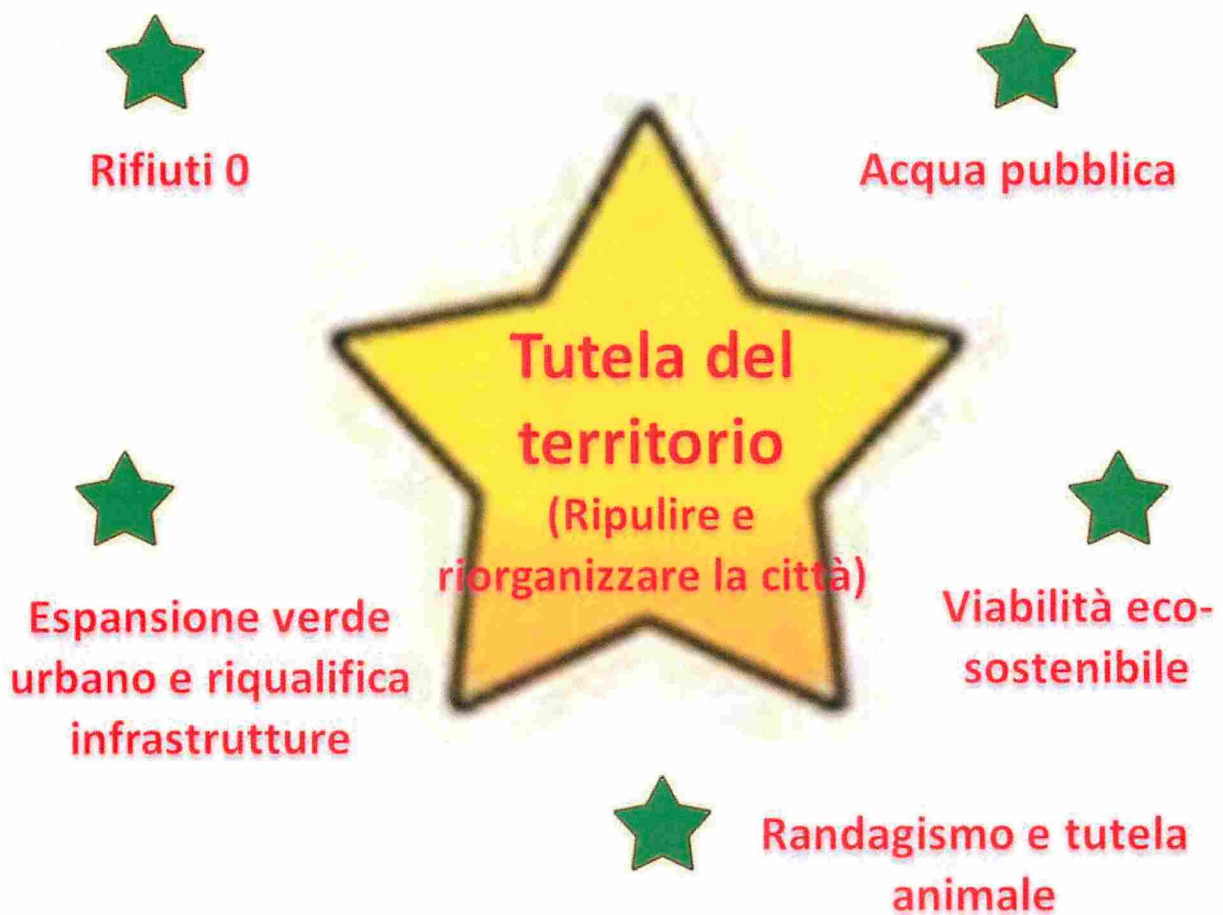 Rifiuti 0
Acqua pubblica
Tutela del
territorio
(Ripulire e
riorganizzare la città)
Espansione verde
urbano e riqualifica
infrastrutture
Viabilità eco-
sostenibile
Randagismo e tutela
animale